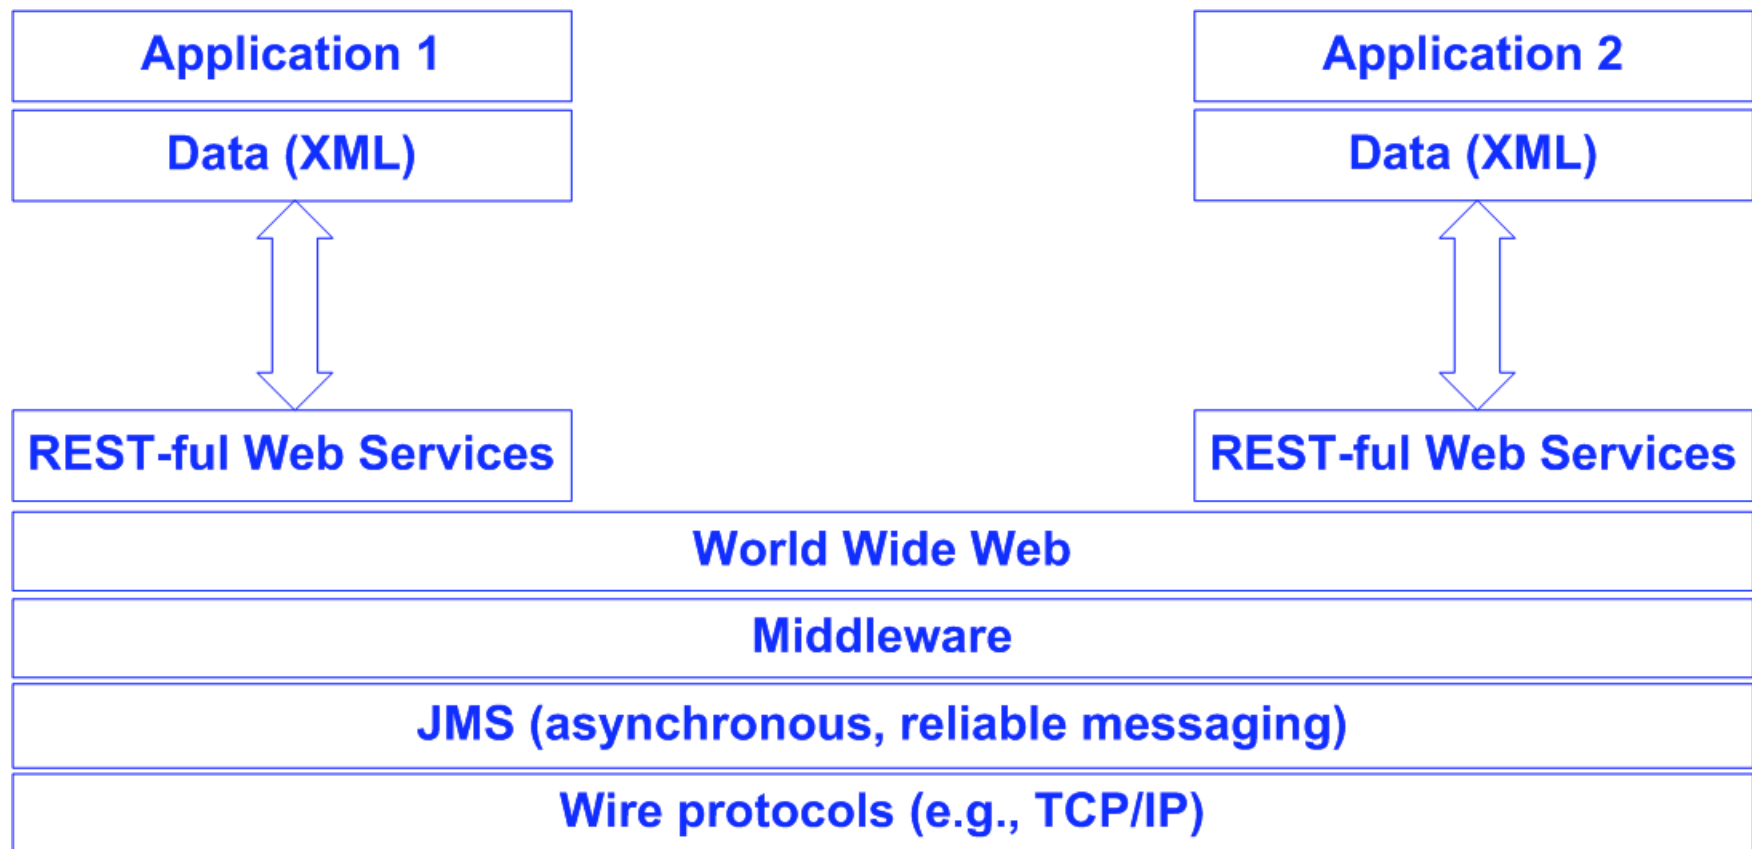 Application 1
Application 2
Data (XML)
Data (XML)
REST-ful Web Services
REST-ful Web Services
World Wide Web
Middleware
JMS (asynchronous, reliable messaging)
Wire protocols (e.g., TCP/IP)